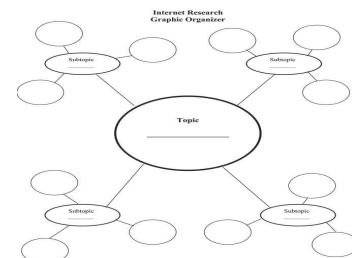 Internet Research
Graphic Organizer
Subtopic
Subtopic
Topic
Subtopic
Subtopic